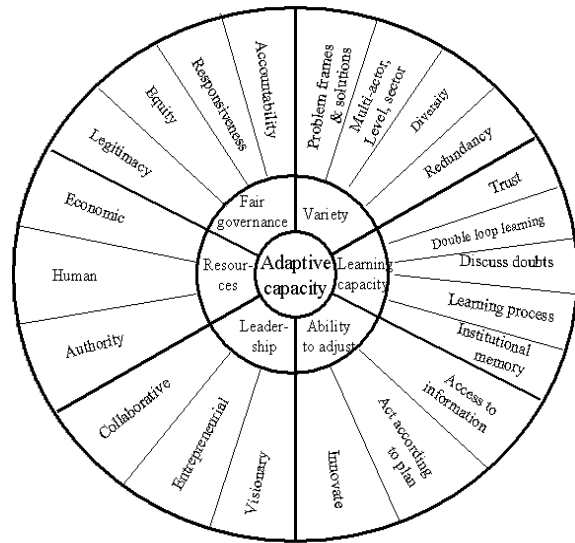 Adaptive
capacity
Variety
Problem frames
& solutions
Multi-actor,
Level, sector
Diversity
Redundancy
Learning
capacity
Trust
Double loop learning
Discuss doubts
Learning process
Institutional
memory
Ability
to adjust
Access to
information
Act according
to plan
Innovate
Leader-
ship
Visionary
Entrepreneurial
Collaborative
Resour-
ces
Authority
Human
Economic
Fair
governance
Legitimacy
Equity
Responsiveness
Accountability